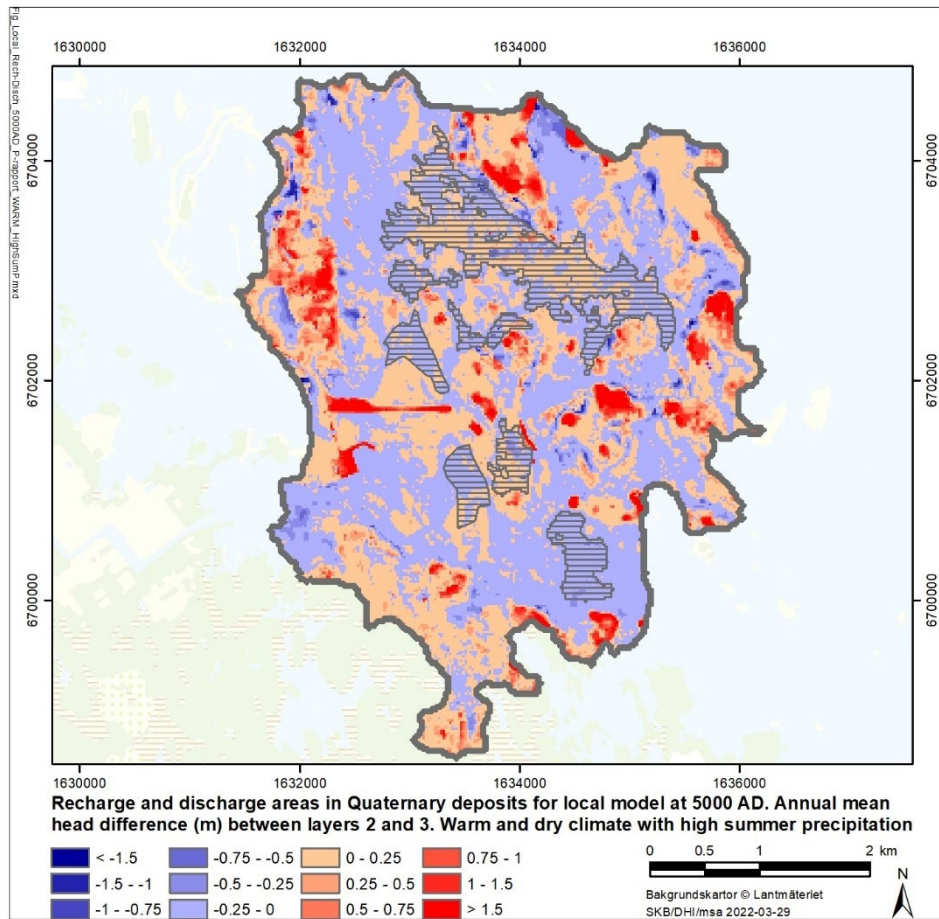 Fig_Local_Rech-Disch_5000AD_P-rapport_WARM_HighSumP.mxd
1630000 1632000 1634000 1636000
6704000
6704000
6702000
6702000
6700000
6700000
1630000 1632000 1634000 1636000
Recharge and discharge areas in Quaternary deposits for local model at 5000 AD. Annual mean
head difference (m) between layers 2 and 3. Warm and dry climate with high summer precipitation
< -1.5 -0.75 - -0.5 0 - 0.25 0.75 - 1
-1.5 - -1 -0.5 - -0.25 0.25 - 0.5 1 - 1.5
-1 - -0.75 -0.25 - 0 0.5 - 0.75 > 1.5
0 0.5 1 2 km
Bakgrundskartor © Lantmäteriet
SKB/DHI/msa 2022-03-29
N